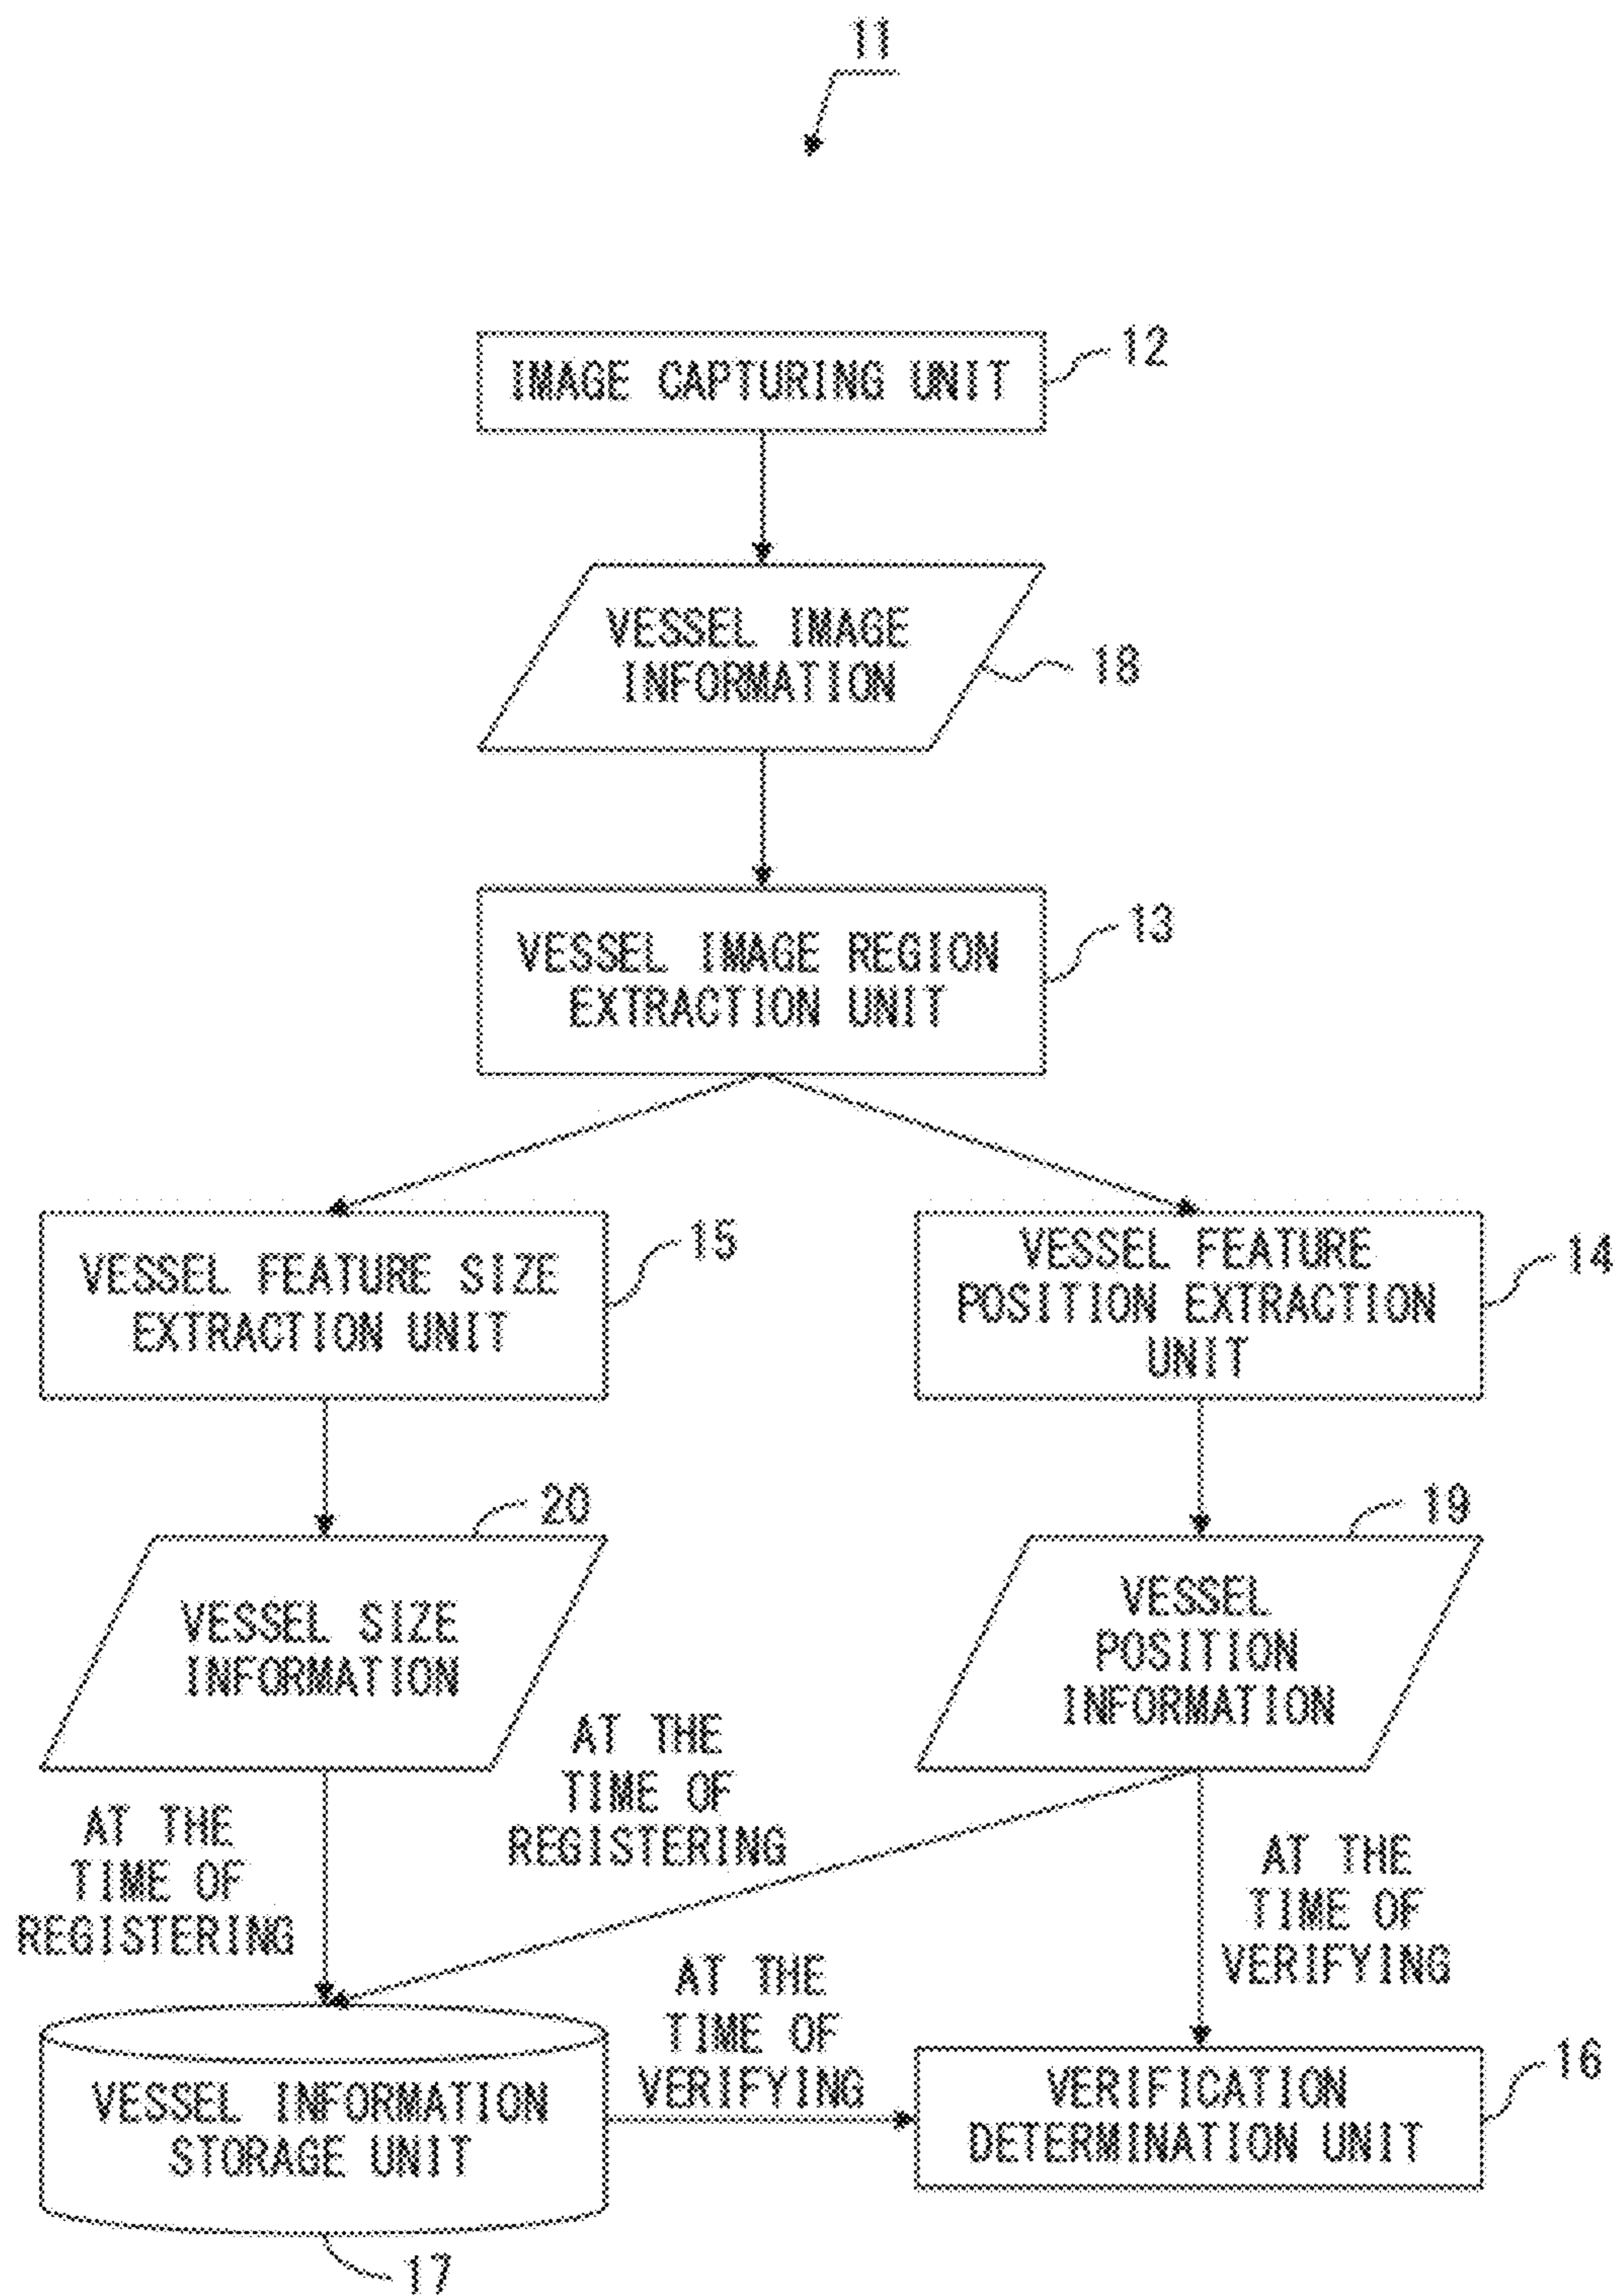 11
IMAGE CAPTURING UNIT
12
VESSEL IMAGE
INFORMATION
18
VESSEL IMAGE REGION
EXTRACTION UNIT
13
VESSEL FEATURE SIZE
EXTRACTION UNIT
15
VESSEL FEATURE
POSITION EXTRACTION
UNIT
14
20
VESSEL SIZE
INFORMATION
19
VESSEL
POSITION
INFORMATION
AT THE
TIME OF
REGISTERING
AT THE
TIME OF
REGISTERING
AT THE
TIME OF
VERIFYING
AT THE
TIME OF
VERIFYING
VESSEL INFORMATION
STORAGE UNIT
17
VERIFICATION
DETERMINATION UNIT
16